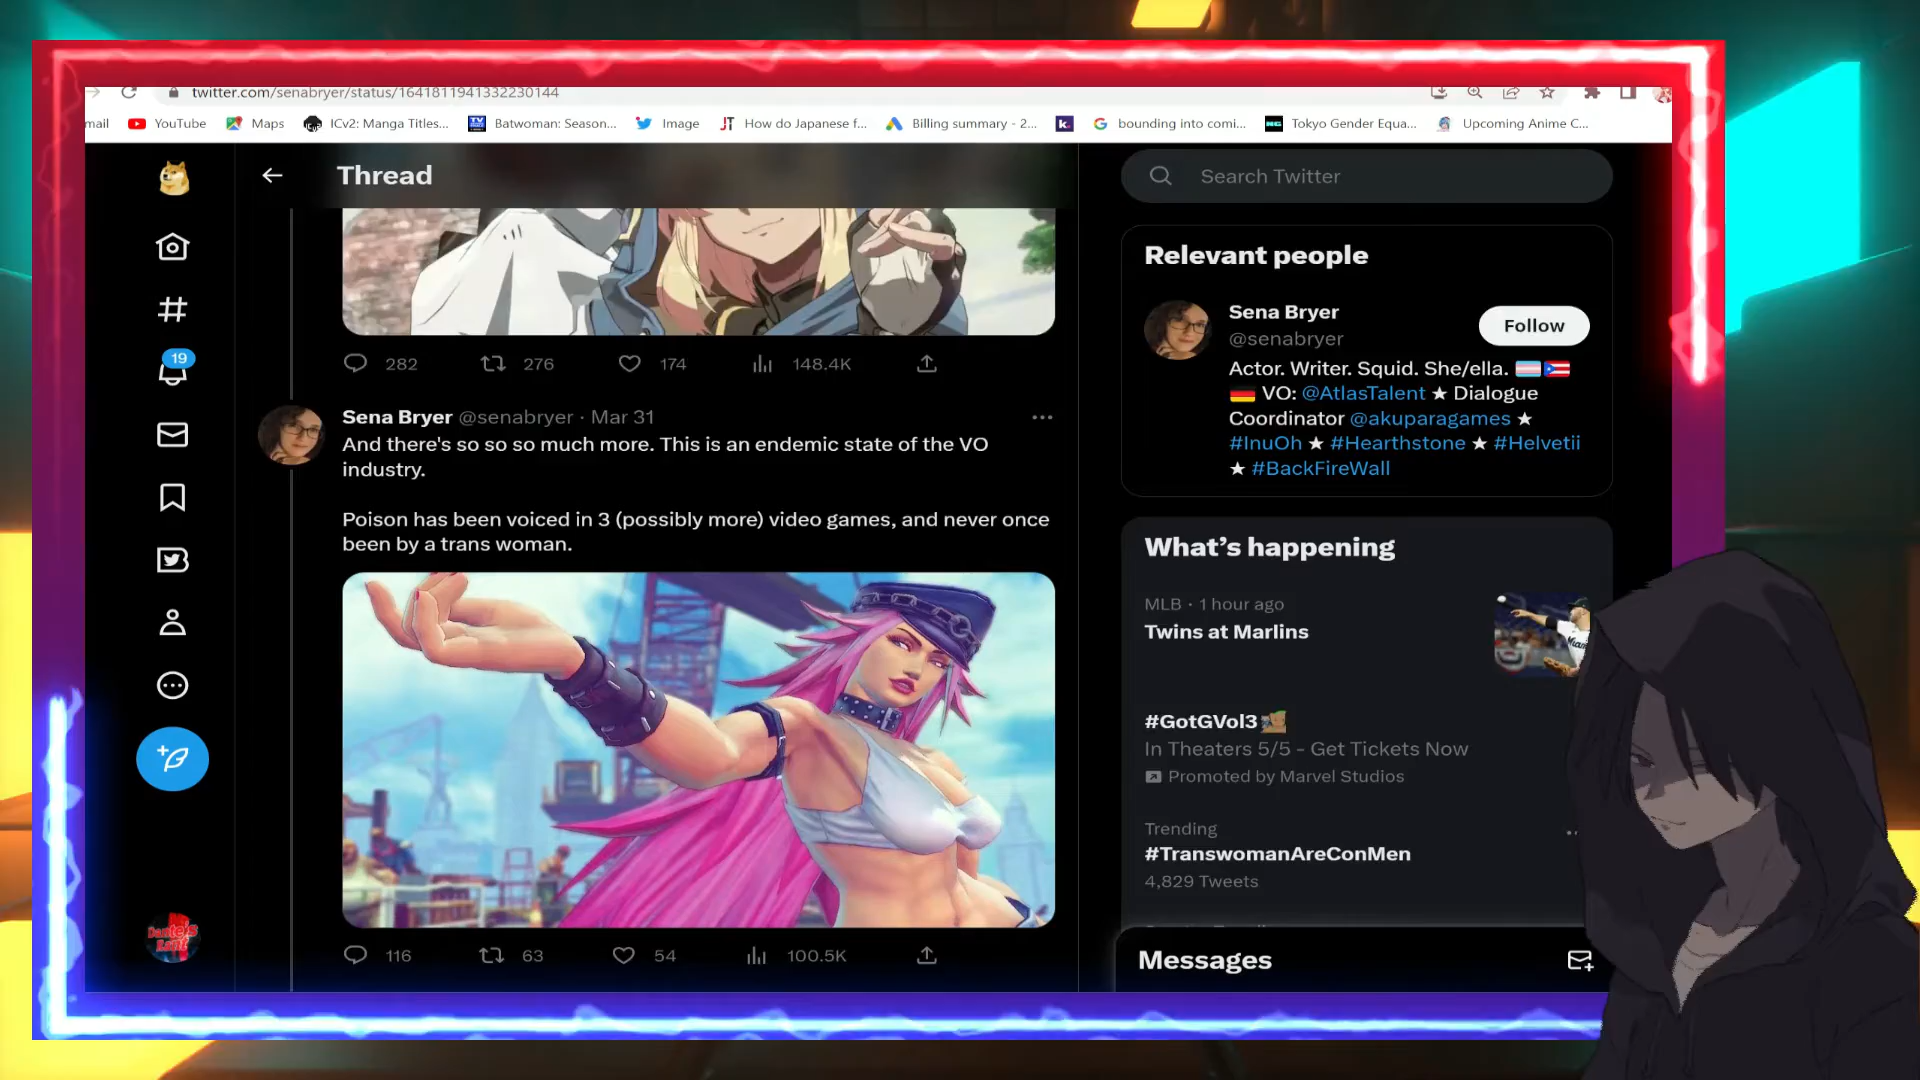 twitter.com/senabryer/status/1641811941332230144
mail
YouTube
Maps
ICv2: Manga Titles...
Batwoman: Season...
Image
How do Japanese f...
Billing summary - 2...
bounding into comi...
Tokyo Gender Equa...
Upcoming Anime C...
Thread
Search Twitter
19
282
276
174
148.4K
Sena Bryer @senabryer · Mar 31
And there's so so so much more. This is an endemic state of the VO
industry.
Poison has been voiced in 3 (possibly more) video games, and never once
been by a trans woman.
116
63
54
100.5K
Relevant people
Sena Bryer
@senabryer
Follow
Actor. Writer. Squid. She/ella.
VO: @AtlasTalent ★ Dialogue
Coordinator @akuparagames ★
#InuOh ★ #Hearthstone ★ #Helvetii
★ #BackFireWall
What's happening
MLB · 1 hour ago
Twins at Marlins
#GotGVol3
In Theaters 5/5 - Get Tickets Now
Promoted by Marvel Studios
Trending
#TranswomanAreConMen
4,829 Tweets
Messages